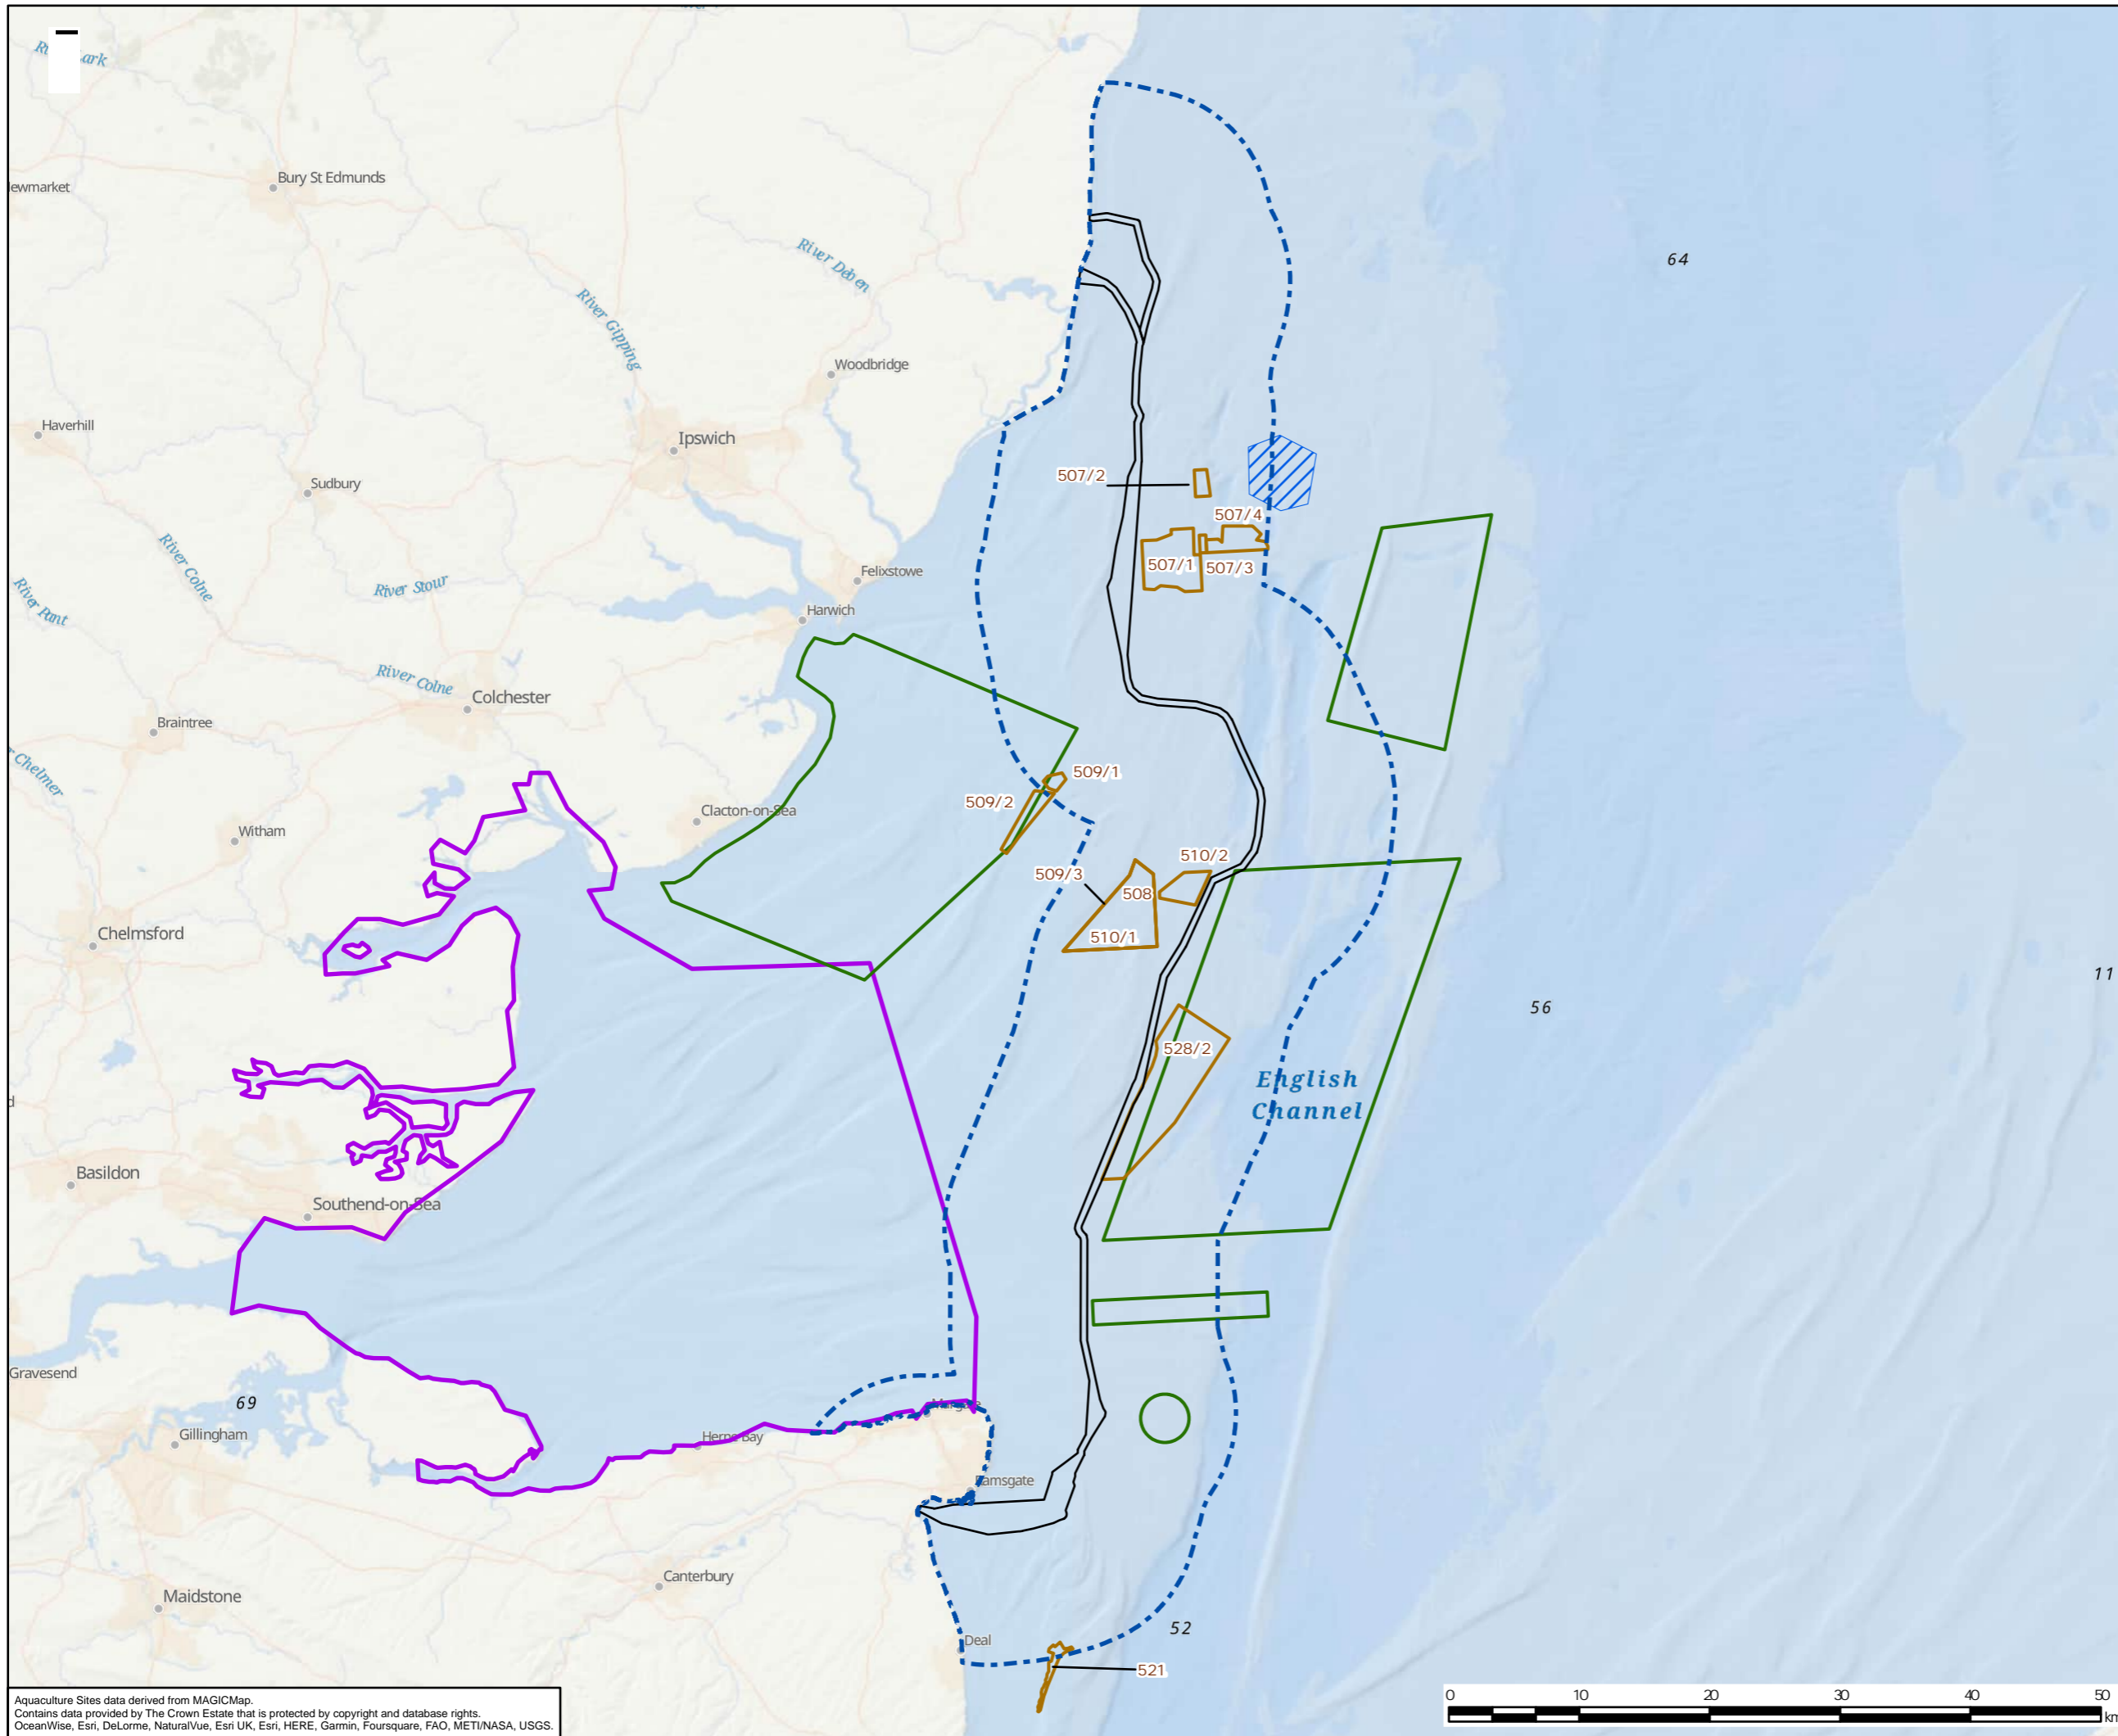 River Lark
64
Bury St Edmunds
ewmarket
River Deben
River Gipping
Woodbridge
Haverhill
Ipswich
Sudbury
507/2
507/4
507/1
507/3
River Colne
River Stour
River Pant
Felixstowe
Harwich
River Colne
Colchester
Braintree
r Chelmer
509/1
509/2
Clacton-on-Sea
Witham
510/2
509/3
508
510/1
Chelmsford
11
56
528/2
English
Channel
d
Basildon
Southend-on-Sea
Gravesend
69
Margate
Gillingham
Herne Bay
Ramsgate
Canterbury
Maidstone
52
Deal
521
0 10 20 30 40 50
km
Aquaculture Sites data derived from MAGICMap.
Contains data provided by The Crown Estate that is protected by copyright and database rights.
OceanWise, Esri, DeLorme, NaturalVue, Esri UK, Esri, HERE, Garmin, Foursquare, FAO, METI/NASA, USGS.